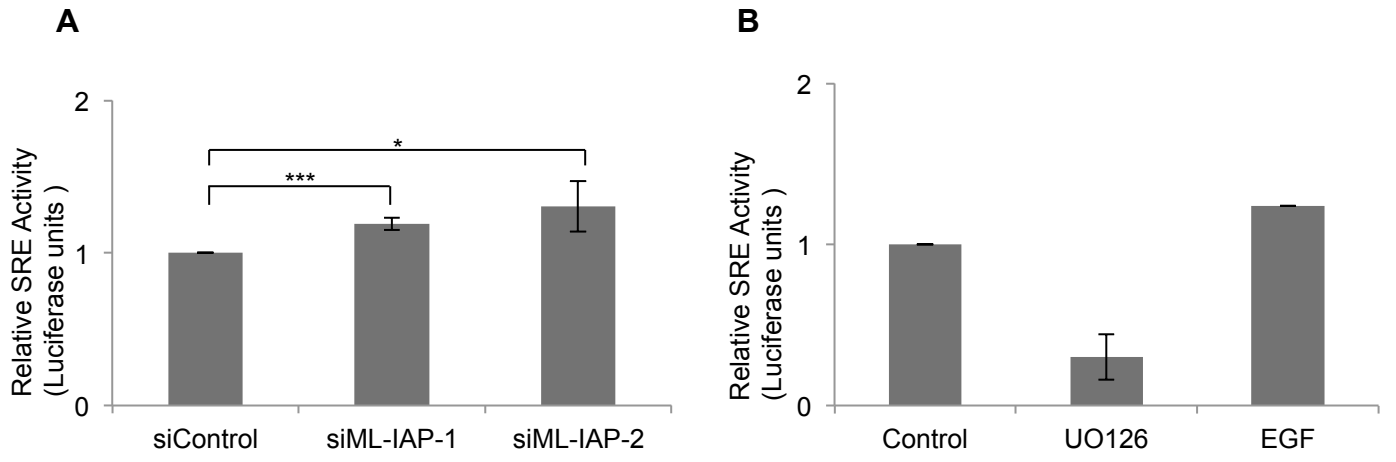 A
Relative SRE Activity
(Luciferase units )
2
1
0
*
***
siControl siML-IAP-1 siML-IAP-2
B
Relative SRE Activity
(Luciferase units )
2
1
0
Control UO126 EGF